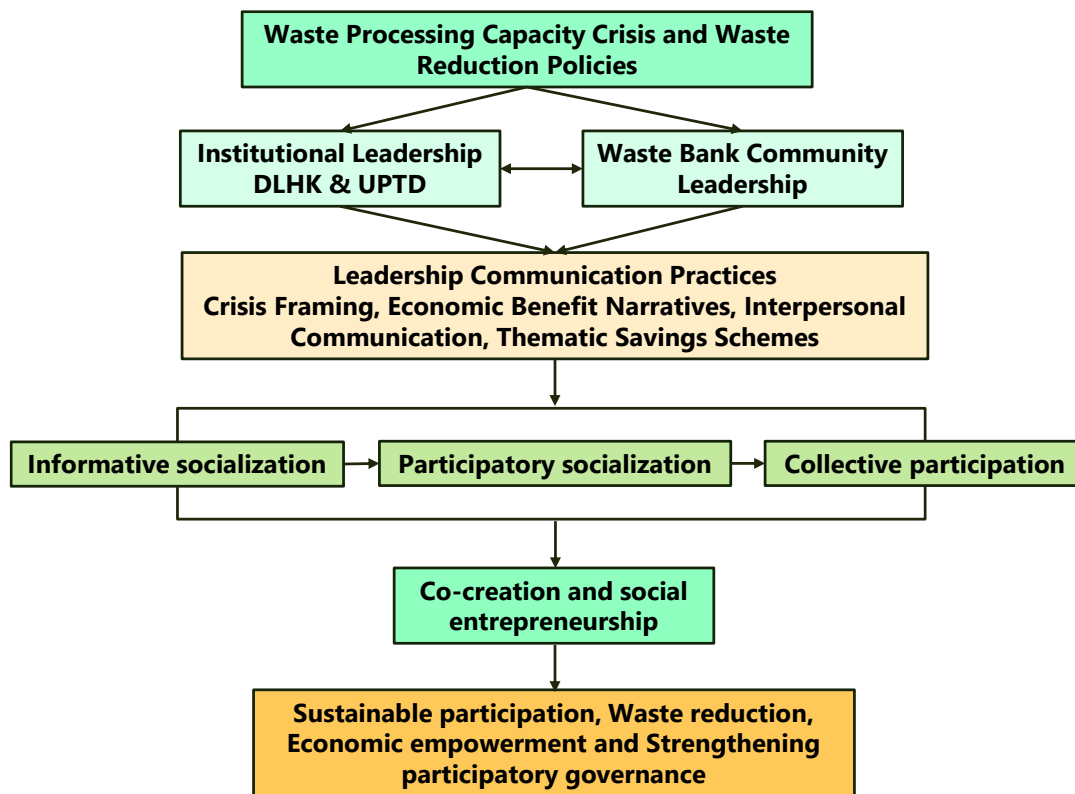 Waste Processing Capacity Crisis and Waste
Reduction Policies
Institutional Leadership
DLHK & UPTD
Waste Bank Community
Leadership
Leadership Communication Practices
Crisis Framing, Economic Benefit Narratives, Interpersonal
Communication, Thematic Savings Schemes
Informative socialization
Participatory socialization
Collective participation
Co-creation and social
entrepreneurship
Sustainable participation, Waste reduction,
Economic empowerment and Strengthening
participatory governance